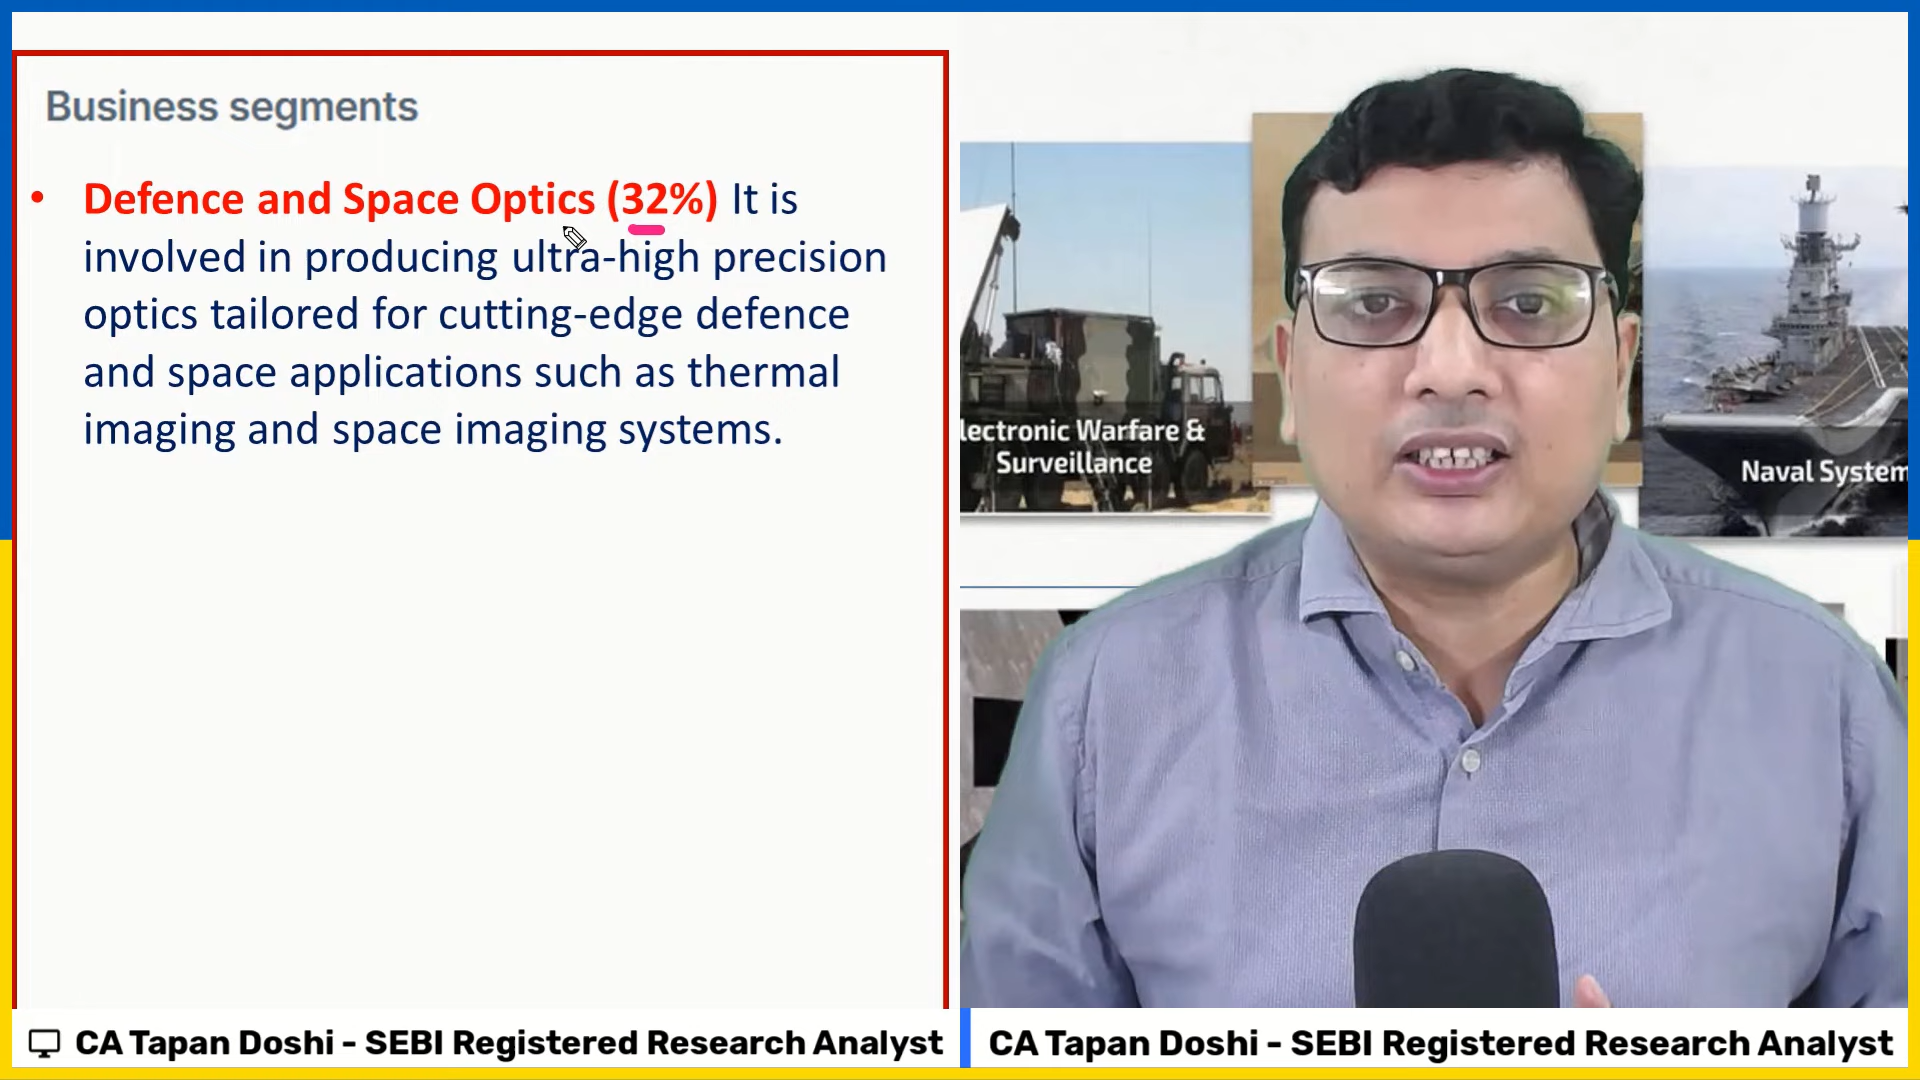 Business segments
• Defence and Space Optics (32%) It is
involved in producing ultra-high precision
optics tailored for cutting-edge defence
and space applications such as thermal
imaging and space imaging systems.
lectronic Warfare &
Surveillance
Naval System
CA Tapan Doshi - SEBI Registered Research Analyst
CA Tapan Doshi - SEBI Registered Research Analyst